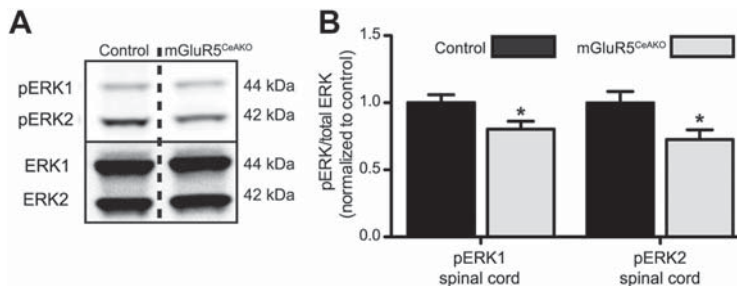 A
Control mGluR5CeAKO
pERK1 44 kDa
pERK2 42 kDa
ERK1 44 kDa
ERK2 42 kDa
B
Control mGluR5CeAKO
pERK/total ERK
(normalized to control)
1.5
1.0
0.5
0.0
* *
pERK1 pERK2
spinal cord spinal cord